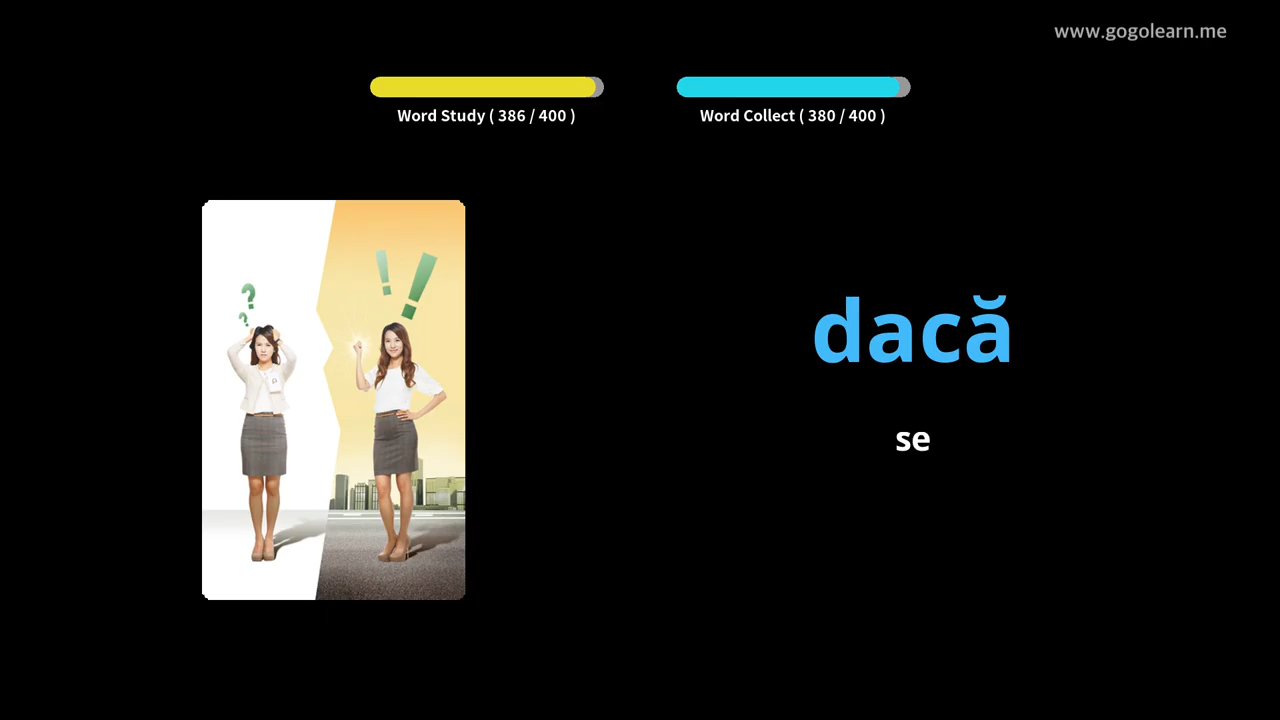 www.gogolearn.me
Word Study ( 386 / 400 )
Word Collect ( 380 / 400 )
? ?
! !
dacă
se